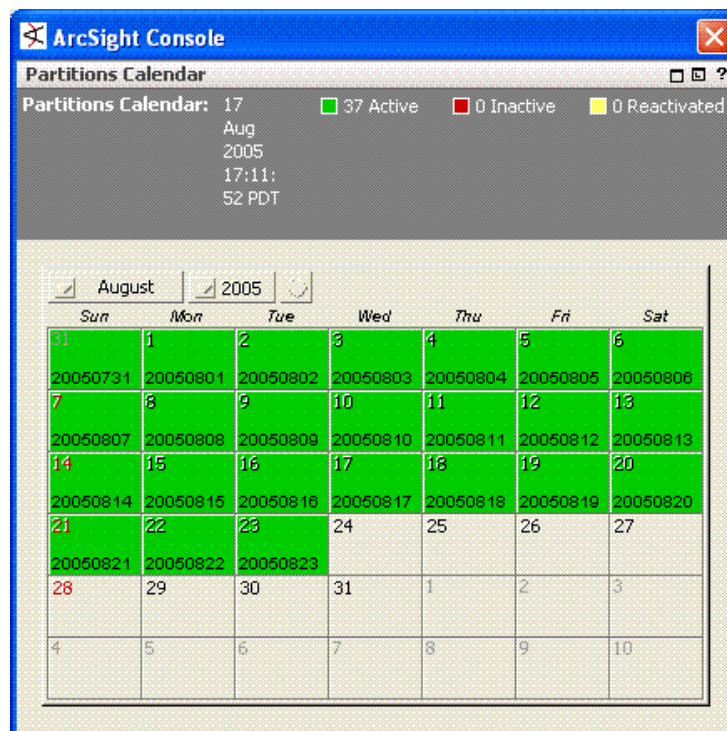 ArcSight Console
Partitions Calendar
?
Partitions Calendar: 17 Aug 2005 17:11:52 PDT 37 Active 0 Inactive 0 Reactivated
August 2005
Sun Mon Tue Wed Thu Fri Sat
31 1 2 3 4 5 6
20050731 20050801 20050802 20050803 20050804 20050805 20050806
7 8 9 10 11 12 13
20050807 20050808 20050809 20050810 20050811 20050812 20050813
14 15 16 17 18 19 20
20050814 20050815 20050816 20050817 20050818 20050819 20050820
21 22 23 24 25 26 27
20050821 20050822 20050823
28 29 30 31 1 2 3
4 5 6 7 8 9 10